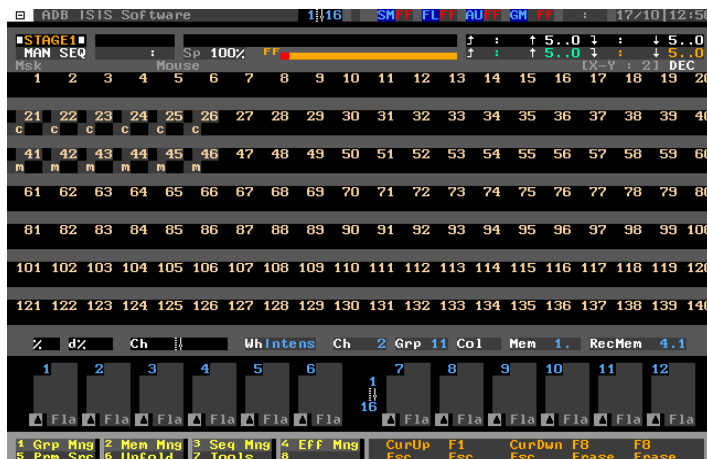 ADB ISIS Software 1 16 SMFF FLFF AUFF GM FF : 17/10|12:56
STAGE1 : 5..0 : 5..0
MAN SEQ : Sp 100% FF : 5..0 : 5..0
Msk Mouse [X-Y : 2] DEC
1 2 3 4 5 6 7 8 9 10 11 12 13 14 15 16 17 18 19 20
21 22 23 24 25 26 27 28 29 30 31 32 33 34 35 36 37 38 39 40
c c c c c c
41 42 43 44 45 46 47 48 49 50 51 52 53 54 55 56 57 58 59 60
m m m m m m
61 62 63 64 65 66 67 68 69 70 71 72 73 74 75 76 77 78 79 80
81 82 83 84 85 86 87 88 89 90 91 92 93 94 95 96 97 98 99 100
101 102 103 104 105 106 107 108 109 110 111 112 113 114 115 116 117 118 119 120
121 122 123 124 125 126 127 128 129 130 131 132 133 134 135 136 137 138 139 140
% d% Ch WhIntens Ch 2 Grp 11 Col Mem 1. RecMem 4.1
1 2 3 4 5 6 7 8 9 10 11 12
1
16
Fla Fla Fla Fla Fla Fla Fla Fla Fla Fla Fla Fla
1 Grp Mng 2 Mem Mng 3 Seq Mng 4 Eff Mng CurUp F1 CurDwn F8 F8
5 Prm Src 6 Unfold 7 Tools 8 Esc Esc Esc Erase Erase